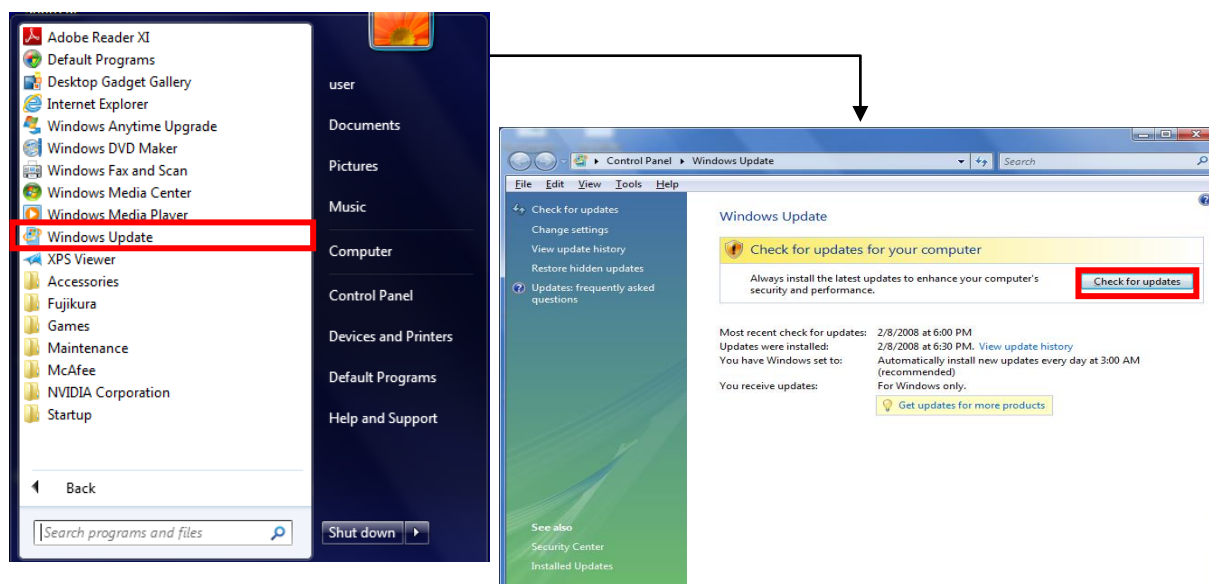 Adobe Reader XI
Default Programs
Desktop Gadget Gallery
Internet Explorer
Windows Anytime Upgrade
Windows DVD Maker
Windows Fax and Scan
Windows Media Center
Windows Media Player
Windows Update
XPS Viewer
Accessories
Fujikura
Games
Maintenance
McAfee
NVIDIA Corporation
Startup
Back
Search programs and files
user
Documents
Pictures
Music
Computer
Control Panel
Devices and Printers
Default Programs
Help and Support
Shut down
Control Panel Windows Update
Search
File Edit View Tools Help
Check for updates
Change settings
View update history
Restore hidden updates
Updates: frequently asked
questions
See also
Security Center
Installed Updates
Windows Update
Check for updates for your computer
Always install the latest updates to enhance your computer's
security and performance.
Check for updates
Most recent check for updates: 2/8/2008 at 6:00 PM
Updates were installed: 2/8/2008 at 6:30 PM. View update history
You have Windows set to: Automatically install new updates every day at 3:00 AM
(recommended)
You receive updates: For Windows only.
Get updates for more products